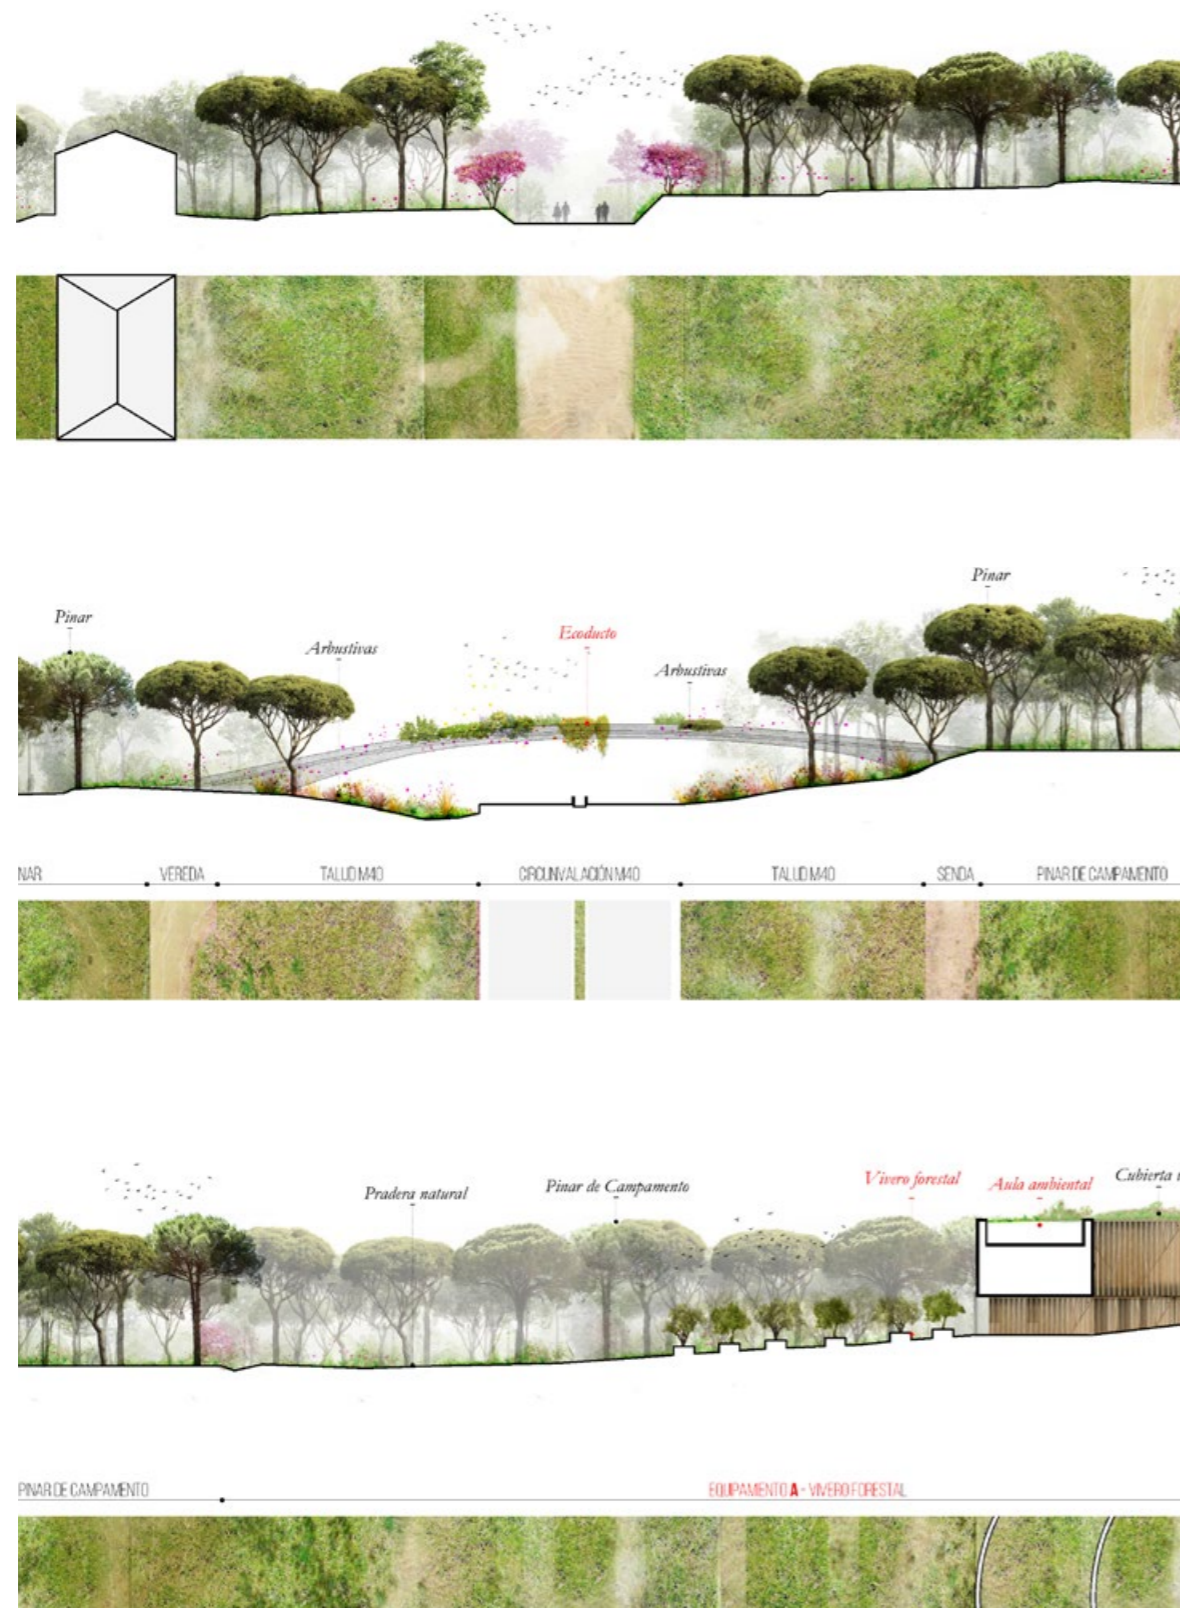 Pinar
Pinar
Ecoducto
Arbustivas
Arbustivas
NAR
VEREDA
TALUD M40
CIRCUNVALACIÓN M40
TALUD M40
SENDA
PINAR DE CAMPAMENTO
Pradera natural
Pinar de Campamento
Vivero forestal
Aula ambiental
Cubierta
PINAR DE CAMPAMENTO
EQUIPAMENTO A - VIVERO FORESTAL